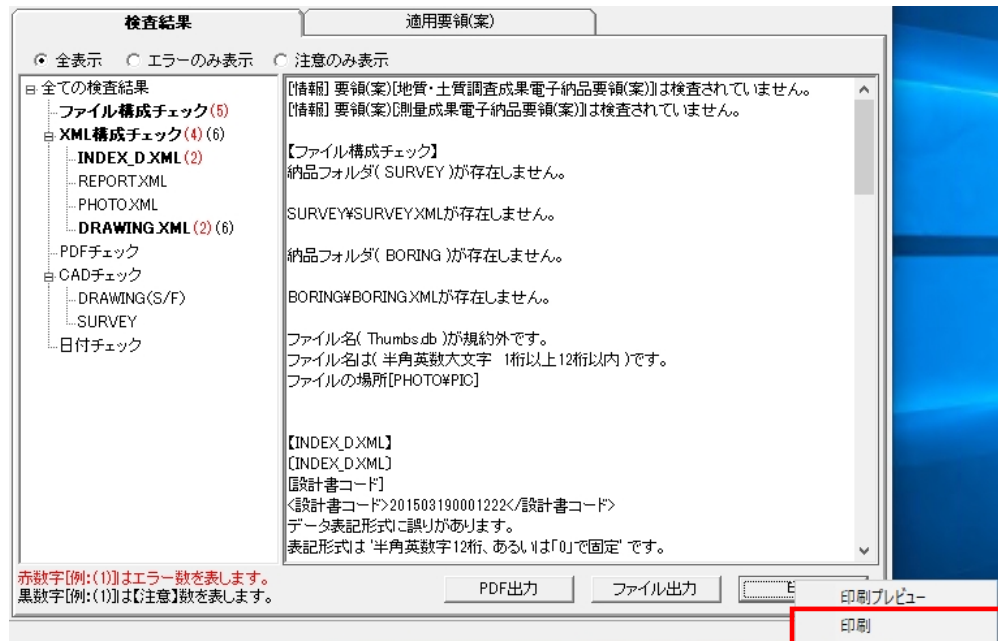 検査結果
適用要領(案)
全表示 エラーのみ表示 注意のみ表示
全ての検査結果
ファイル構成チェック(5)
XML構成チェック(4)(6)
INDEX_D.XML(2)
REPORT.XML
PHOTO.XML
DRAWING.XML(2)(6)
PDFチェック
CADチェック
DRAWING(S/F)
SURVEY
日付チェック
[情報] 要領(案)[地質・土質調査成果電子納品要領(案)]は検査されていません。
[情報] 要領(案)[測量成果電子納品要領(案)]は検査されていません。
【ファイル構成チェック】
納品フォルダ( SURVEY )が存在しません。
SURVEY¥SURVEY.XMLが存在しません。
納品フォルダ( BORING )が存在しません。
BORING¥BORING.XMLが存在しません。
ファイル名( Thumbs.db )が規約外です。
ファイル名は( 半角英数大文字 1桁以上12桁以内 )です。
ファイルの場所[PHOTO¥PIC]
【INDEX_D.XML】
[INDEX_D.XML]
[設計書コード]
<設計書コード>201503190001222</設計書コード>
データ表記形式に誤りがあります。
表記形式は '半角英数字12桁、あるいは「0」で固定' です。
赤数字[例:(1)]はエラー数を表します。
黒数字[例:(1)]は【注意】数を表します。
PDF出力
ファイル出力
印刷プレビュー
印刷